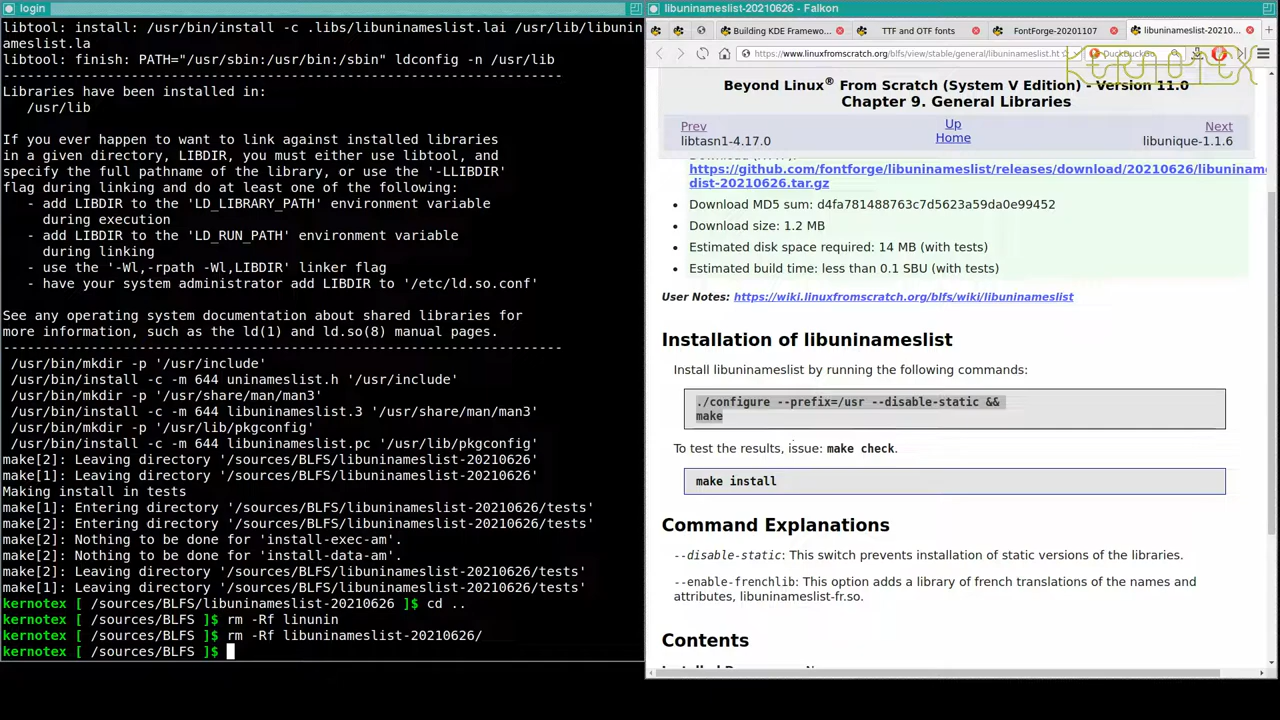 login
libtool: install: /usr/bin/install -c .libs/libuninameslist.lai /usr/lib/libunin
ameslist.la
libtool: finish: PATH="/usr/sbin:/usr/bin:/sbin" ldconfig -n /usr/lib
----------------------------------------------------------------------
Libraries have been installed in:
   /usr/lib
If you ever happen to want to link against installed libraries
in a given directory, LIBDIR, you must either use libtool, and
specify the full pathname of the library, or use the '-LLIBDIR'
flag during linking and do at least one of the following:
   - add LIBDIR to the 'LD_LIBRARY_PATH' environment variable
     during execution
   - add LIBDIR to the 'LD_RUN_PATH' environment variable
     during linking
   - use the '-Wl,-rpath -Wl,LIBDIR' linker flag
   - have your system administrator add LIBDIR to '/etc/ld.so.conf'
See any operating system documentation about shared libraries for
more information, such as the ld(1) and ld.so(8) manual pages.
----------------------------------------------------------------------
 /usr/bin/mkdir -p '/usr/include'
 /usr/bin/install -c -m 644 uninameslist.h '/usr/include'
 /usr/bin/mkdir -p '/usr/share/man/man3'
 /usr/bin/install -c -m 644 libuninameslist.3 '/usr/share/man/man3'
 /usr/bin/mkdir -p '/usr/lib/pkgconfig'
 /usr/bin/install -c -m 644 libuninameslist.pc '/usr/lib/pkgconfig'
make[2]: Leaving directory '/sources/BLFS/libuninameslist-20210626'
make[1]: Leaving directory '/sources/BLFS/libuninameslist-20210626'
Making install in tests
make[1]: Entering directory '/sources/BLFS/libuninameslist-20210626/tests'
make[2]: Entering directory '/sources/BLFS/libuninameslist-20210626/tests'
make[2]: Nothing to be done for 'install-exec-am'.
make[2]: Nothing to be done for 'install-data-am'.
make[2]: Leaving directory '/sources/BLFS/libuninameslist-20210626/tests'
make[1]: Leaving directory '/sources/BLFS/libuninameslist-20210626/tests'
kernotex [ /sources/BLFS/libuninameslist-20210626 ]$ cd ..
kernotex [ /sources/BLFS ]$ rm -Rf linunin
kernotex [ /sources/BLFS ]$ rm -Rf libuninameslist-20210626/
kernotex [ /sources/BLFS ]$
libuninameslist-20210626 - Falkon
Building KDE Framewo... TTF and OTF fonts FontForge-20201107 libuninameslist-20210...
https://www.linuxfromscratch.org/blfs/view/stable/general/libuninameslist.ht DuckDuckGo
KERNOTEX
Beyond Linux® From Scratch (System V Edition) - Version 11.0
Chapter 9. General Libraries
Prev Up Next
libtasn1-4.17.0 Home libunique-1.1.6
Download (HTTP):
https://github.com/fontforge/libuninameslist/releases/download/20210626/libuniname
dist-20210626.tar.gz
• Download MD5 sum: d4fa781488763c7d5623a59da0e99452
• Download size: 1.2 MB
• Estimated disk space required: 14 MB (with tests)
• Estimated build time: less than 0.1 SBU (with tests)
User Notes: https://wiki.linuxfromscratch.org/blfs/wiki/libuninameslist
Installation of libuninameslist
Install libuninameslist by running the following commands:
./configure --prefix=/usr --disable-static &&
make
To test the results, issue: make check.
make install
Command Explanations
--disable-static: This switch prevents installation of static versions of the libraries.
--enable-frenchlib: This option adds a library of french translations of the names and
attributes, libuninameslist-fr.so.
Contents